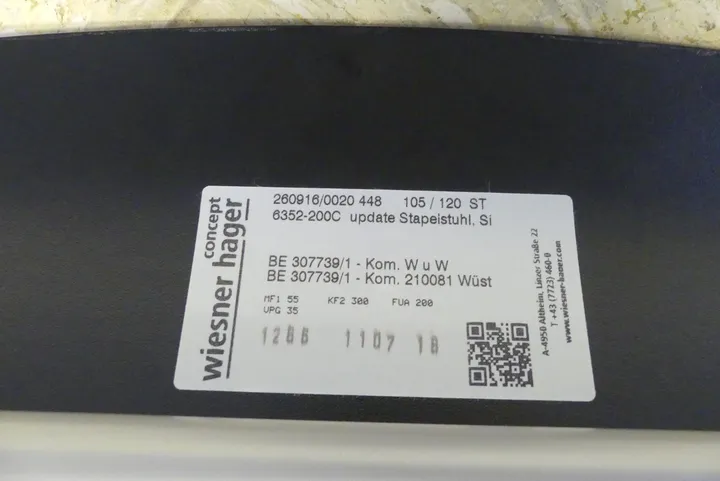 concept
wiesner hager
260916/0020 448 105 / 120 ST
6352-200C update Stapelstuhl, Si
BE 307739/1 - Kom. W u W
BE 307739/1 - Kom. 210081 Wüst
MF1 55 KF2 300 FUA 200
VPG 35
1266 1107 18
A-4950 Altheim, Linzer Straße 22
T +43 (7723) 460-0
www.wiesner-hager.com